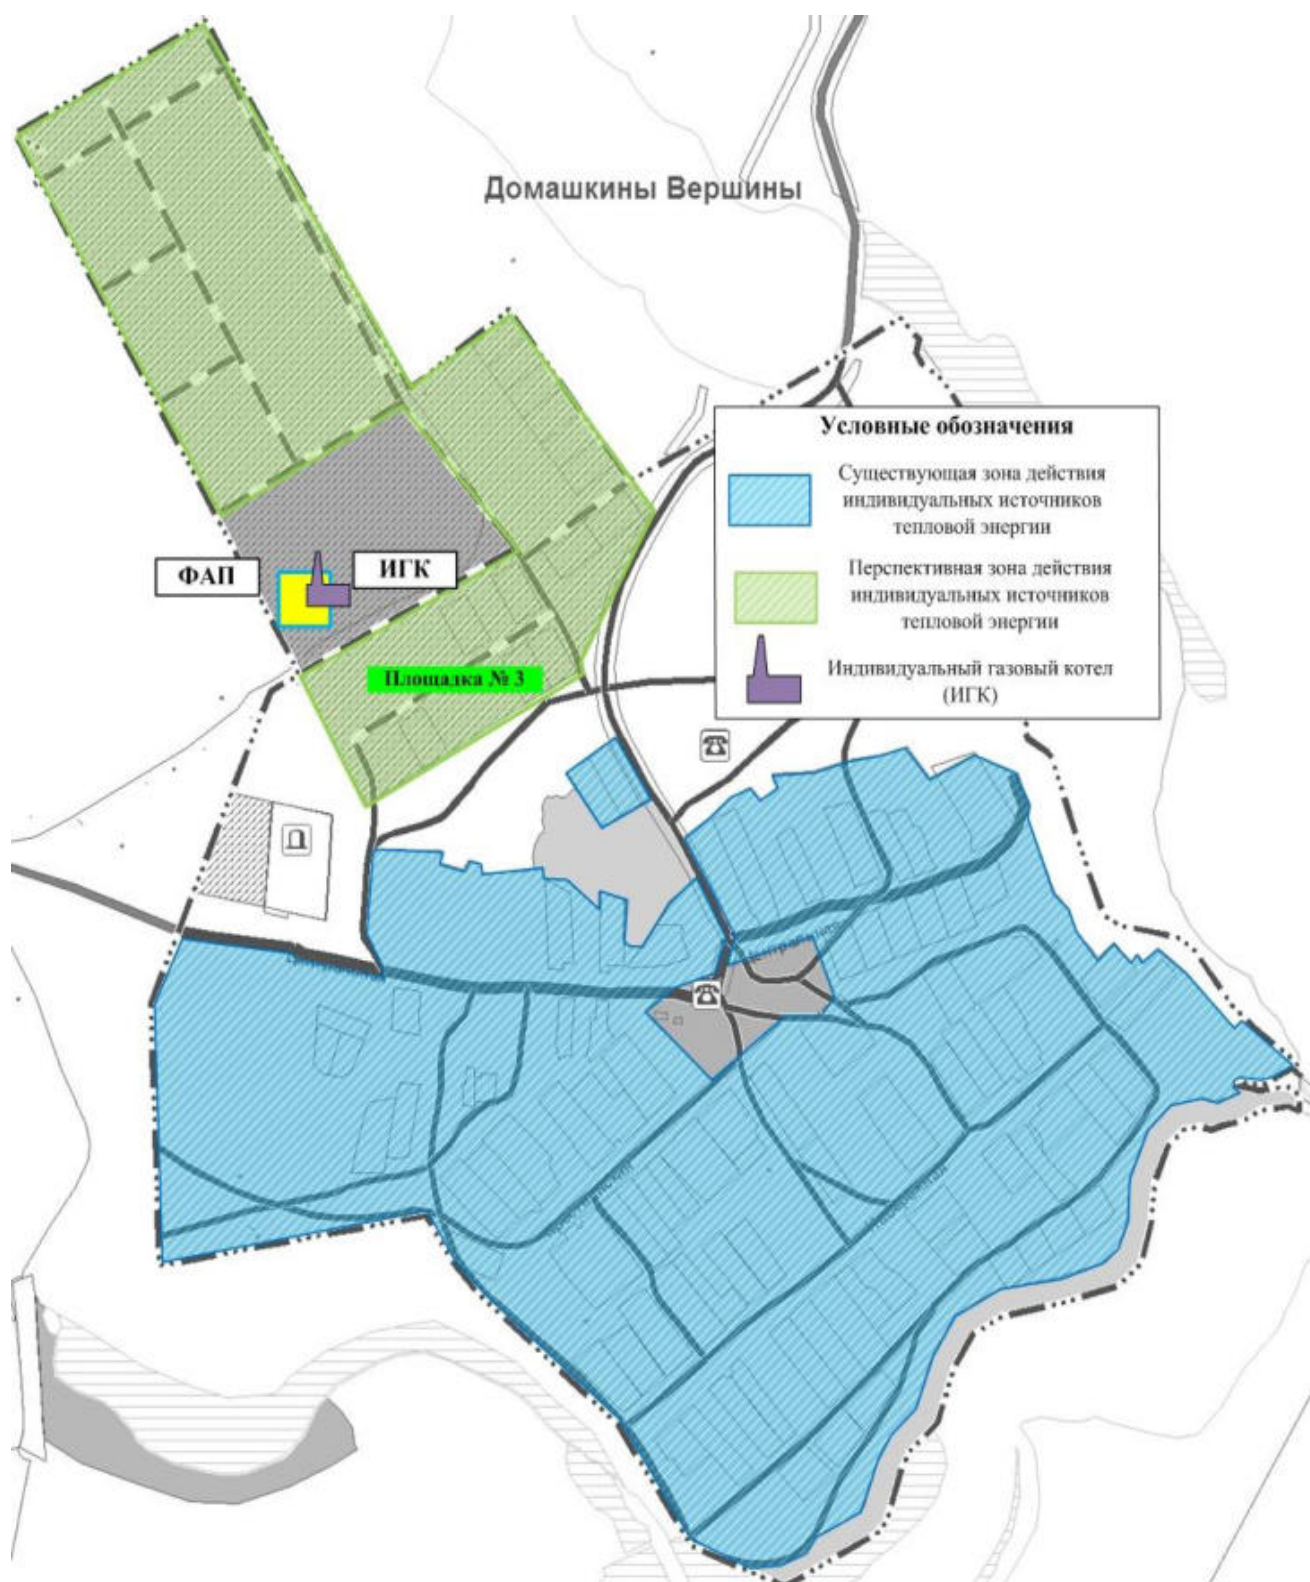 Домашкины Вершины
Условные обозначения
Существующая зона действия
индивидуальных источников
тепловой энергии
Перспективная зона действия
индивидуальных источников
тепловой энергии
Индивидуальный газовый котел
(ИГК)
ФАП
ИГК
Площадка № 3